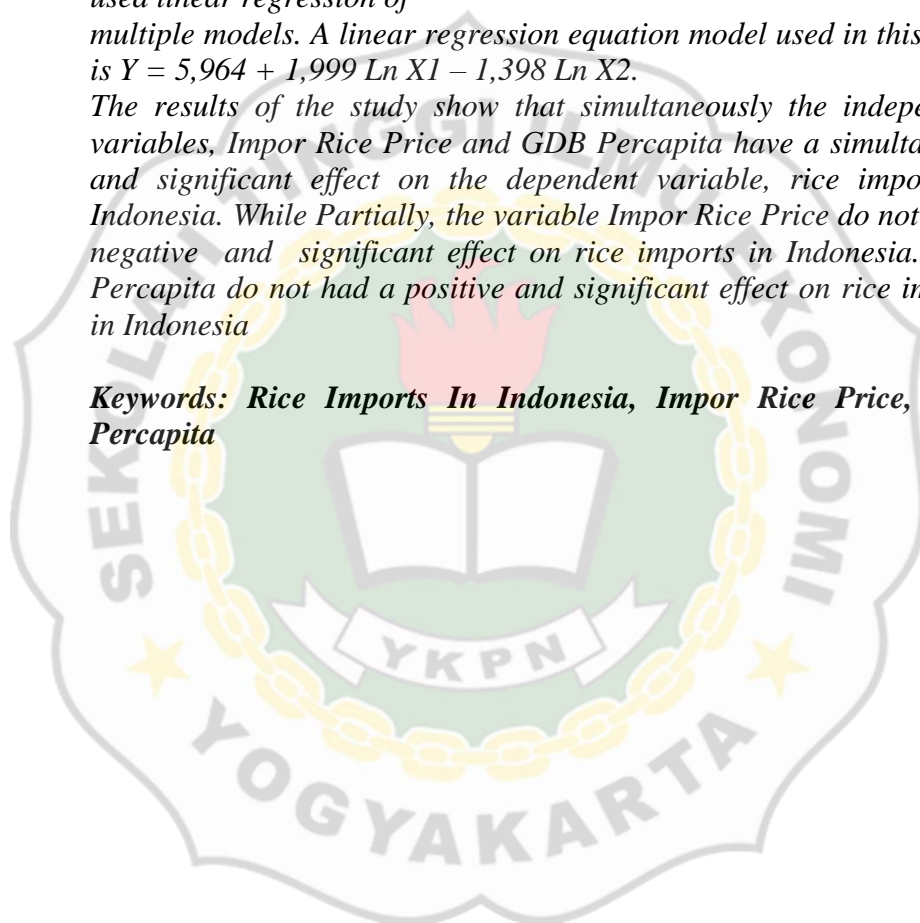 used linear regression of
multiple models. A linear regression equation model used in this
is Y = 5,964 + 1,999 Ln X1 – 1,398 Ln X2.
The results of the study show that simultaneously the indepe
variables, Impor Rice Price and GDB Percapita have a simulta
and significant effect on the dependent variable, rice impo
Indonesia. While Partially, the variable Impor Rice Price do not
negative and significant effect on rice imports in Indonesia.
Percapita do not had a positive and significant effect on rice in
in Indonesia
Keywords: Rice Imports In Indonesia, Impor Rice Price,
Percapita
SEKOLAH TINGGI ILMU EKONOMI
YKPN
YOGYAKARTA